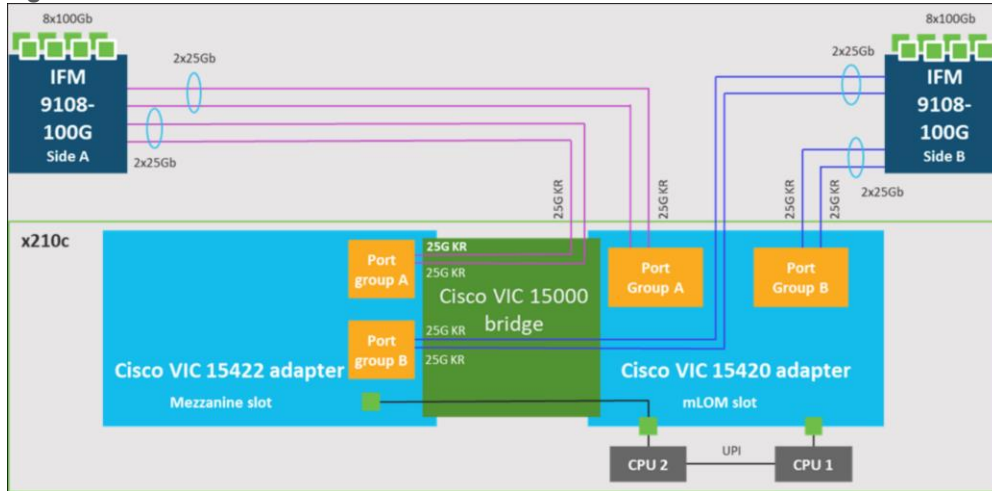 8x100Gb
IFM
9108-
100G
Side A
2x25Gb
2x25Gb
8x100Gb
IFM
9108-
100G
Side B
2x25Gb
2x25Gb
25G KR
25G KR
25G KR
25G KR
x210c
Port
group A
25G KR
25G KR
Port
group B
25G KR
25G KR
Cisco VIC 15000
bridge
Port
Group A
Port
Group B
Cisco VIC 15422 adapter
Mezzanine slot
Cisco VIC 15420 adapter
mLOM slot
CPU 2
UPI
CPU 1